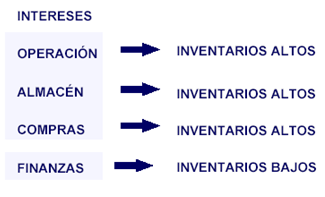 INTERESES
OPERACIÓN INVENTARIOS ALTOS
ALMACÉN INVENTARIOS ALTOS
COMPRAS INVENTARIOS ALTOS
FINANZAS INVENTARIOS BAJOS